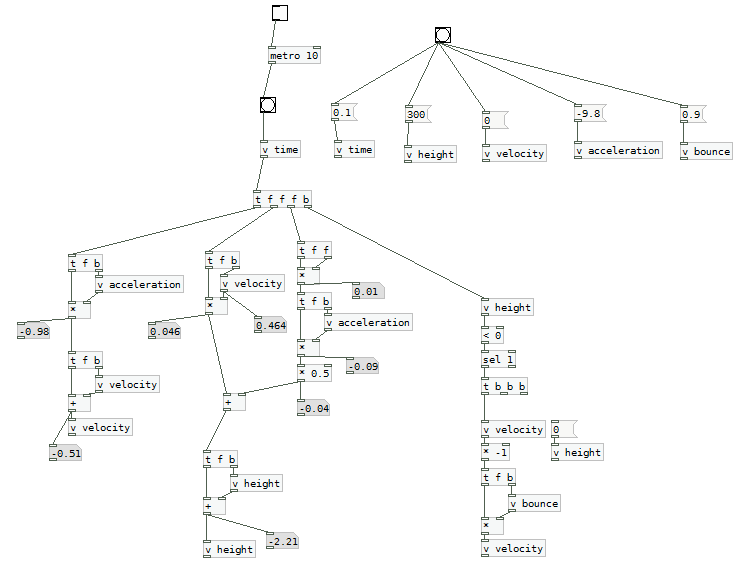 metro 10
0.1
300
0
-9.8
0.9
v time
v time
v height
v velocity
v acceleration
v bounce
t f f f b
t f b
t f b
t f f
v acceleration
v velocity
*
0.01
*
*
t f b
v height
-0.98
0.046
0.464
v acceleration
< 0
t f b
*
sel 1
-0.09
v velocity
* 0.5
t b b b
+
+
-0.04
v velocity
v velocity
0
-0.51
* -1
v height
t f b
t f b
v height
v bounce
+
*
-2.21
v height
v velocity